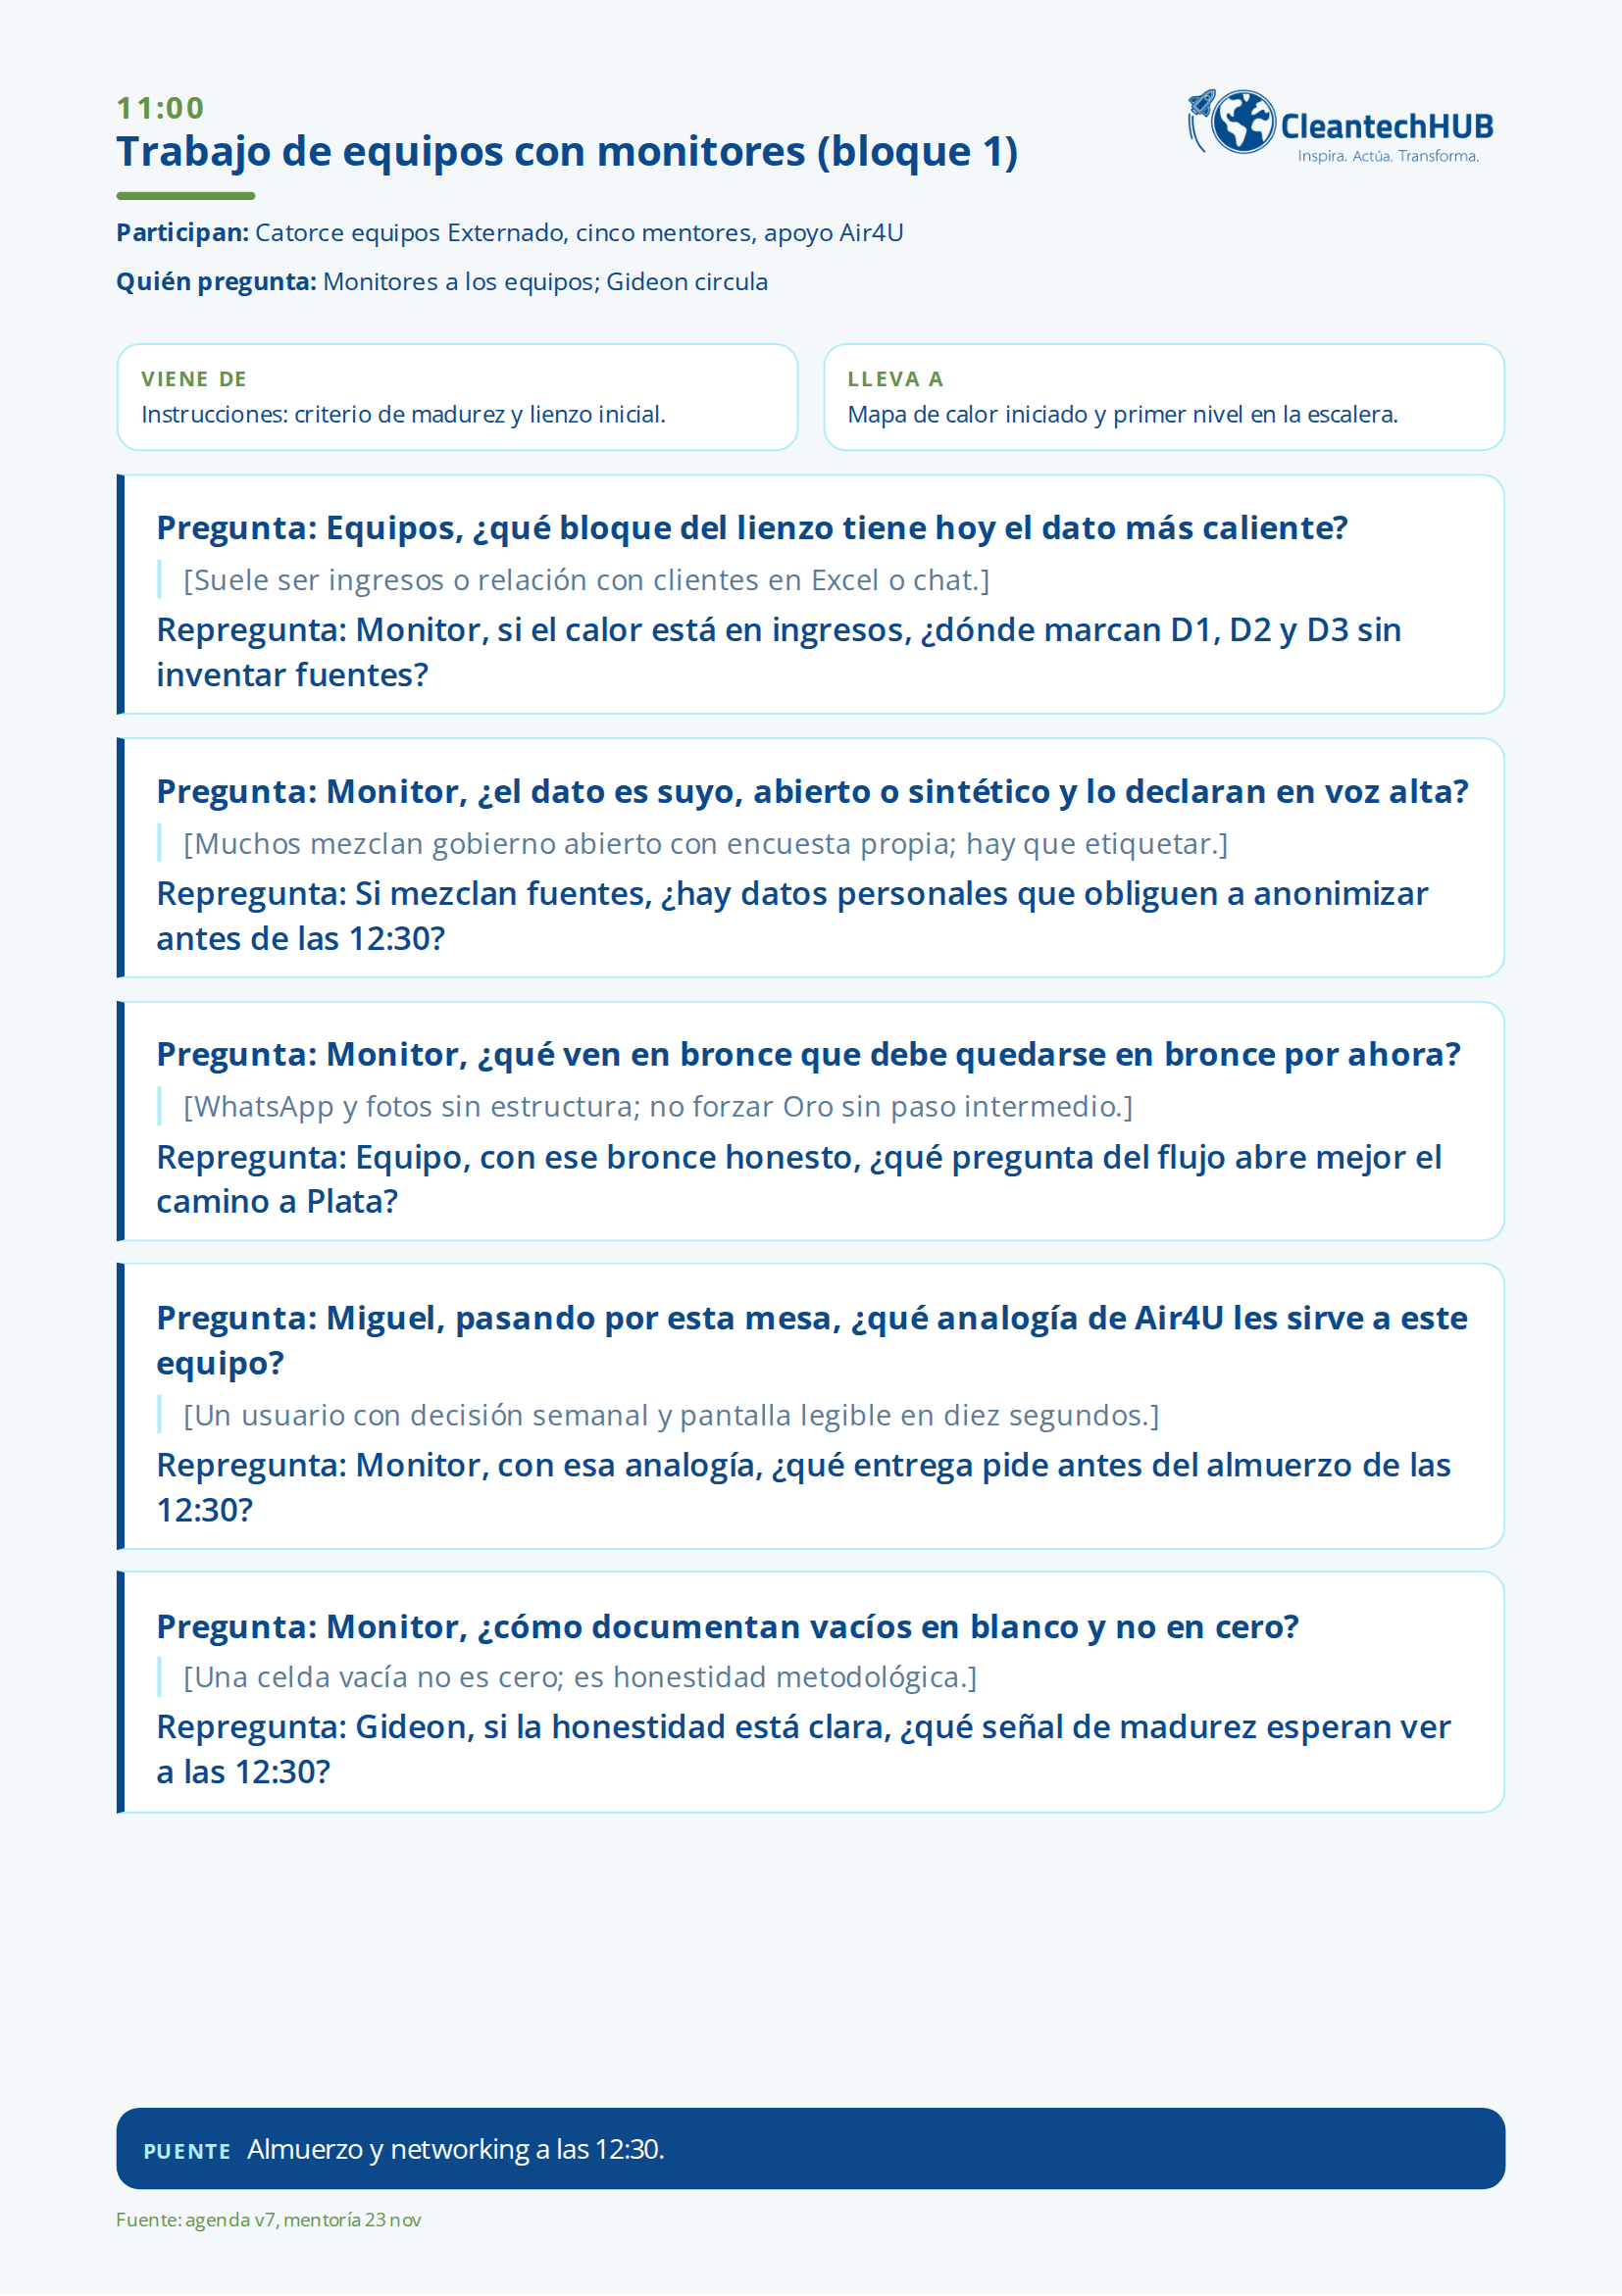 11:00
Trabajo de equipos con monitores (bloque 1)
CleantechHUB
Inspira. Actúa. Transforma.
Participan: Catorce equipos Externado, cinco mentores, apoyo Air4U
Quién pregunta: Monitores a los equipos; Gideon circula
VIENE DE
Instrucciones: criterio de madurez y lienzo inicial.
LLEVA A
Mapa de calor iniciado y primer nivel en la escalera.
Pregunta: Equipos, ¿qué bloque del lienzo tiene hoy el dato más caliente?
[Suele ser ingresos o relación con clientes en Excel o chat.]
Repregunta: Monitor, si el calor está en ingresos, ¿dónde marcan D1, D2 y D3 sin
inventar fuentes?
Pregunta: Monitor, ¿el dato es suyo, abierto o sintético y lo declaran en voz alta?
[Muchos mezclan gobierno abierto con encuesta propia; hay que etiquetar.]
Repregunta: Si mezclan fuentes, ¿hay datos personales que obliguen a anonimizar
antes de las 12:30?
Pregunta: Monitor, ¿qué ven en bronce que debe quedarse en bronce por ahora?
[WhatsApp y fotos sin estructura; no forzar Oro sin paso intermedio.]
Repregunta: Equipo, con ese bronce honesto, ¿qué pregunta del flujo abre mejor el
camino a Plata?
Pregunta: Miguel, pasando por esta mesa, ¿qué analogía de Air4U les sirve a este
equipo?
[Un usuario con decisión semanal y pantalla legible en diez segundos.]
Repregunta: Monitor, con esa analogía, ¿qué entrega pide antes del almuerzo de las
12:30?
Pregunta: Monitor, ¿cómo documentan vacíos en blanco y no en cero?
[Una celda vacía no es cero; es honestidad metodológica.]
Repregunta: Gideon, si la honestidad está clara, ¿qué señal de madurez esperan ver
a las 12:30?
PUENTE Almuerzo y networking a las 12:30.
Fuente: agenda v7, mentoría 23 nov